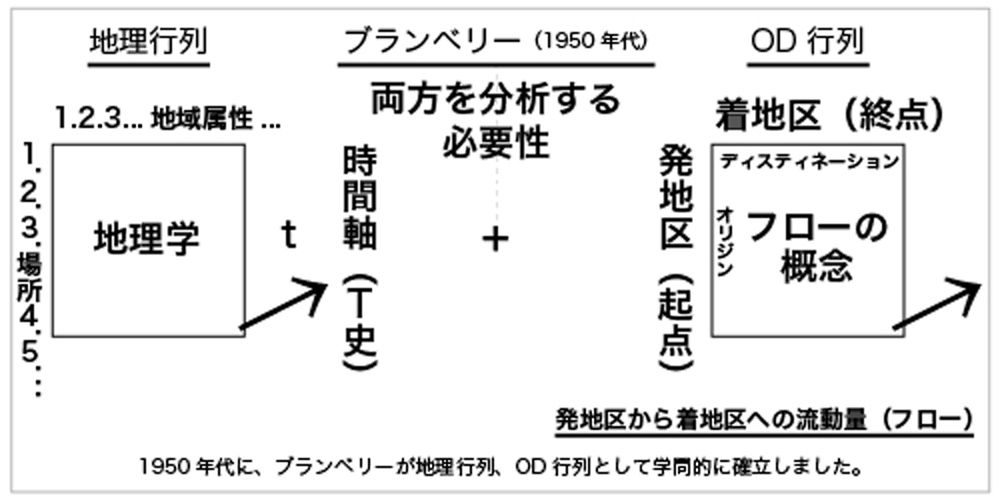 地理行列
ブランベリー（1950 年代）
OD 行列
両方を分析する
必要性
1.2.3... 地域属性 ...
1.2.3.場所4.5.…
地理学
t
時間軸（T史）
+
着地区（終点）
発地区（起点）
ディスティネーション
オリジン
フローの
概念
発地区から着地区への流動量（フロー）
1950 年代に、ブランベリーが地理行列、OD 行列として学問的に確立しました。